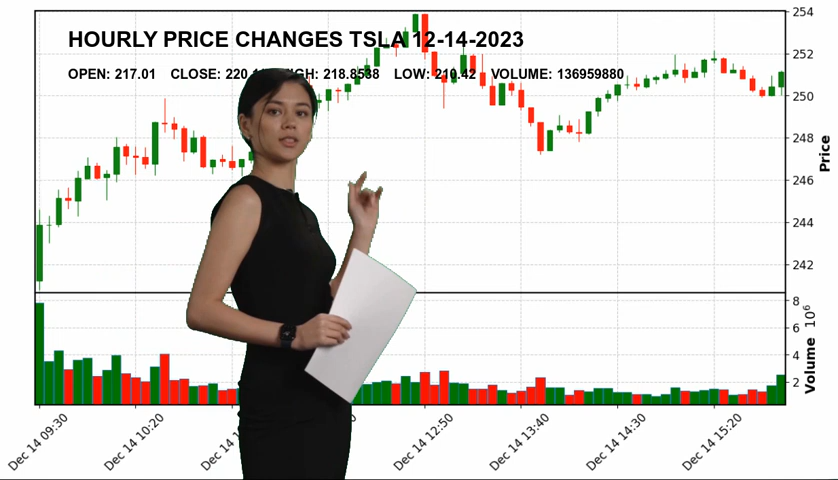 HOURLY PRICE CHANGES TSLA 12-14-2023
OPEN: 217.01 CLOSE: 220 HIGH: 218.8538 LOW: 210.42 VOLUME: 136959880
254
252
250
248
246
244
242
Price
8
6
4
2
Volume 10^6
Dec 14 09:30
Dec 14 10:20
Dec 14 12:50
Dec 14 13:40
Dec 14 14:30
Dec 14 15:20